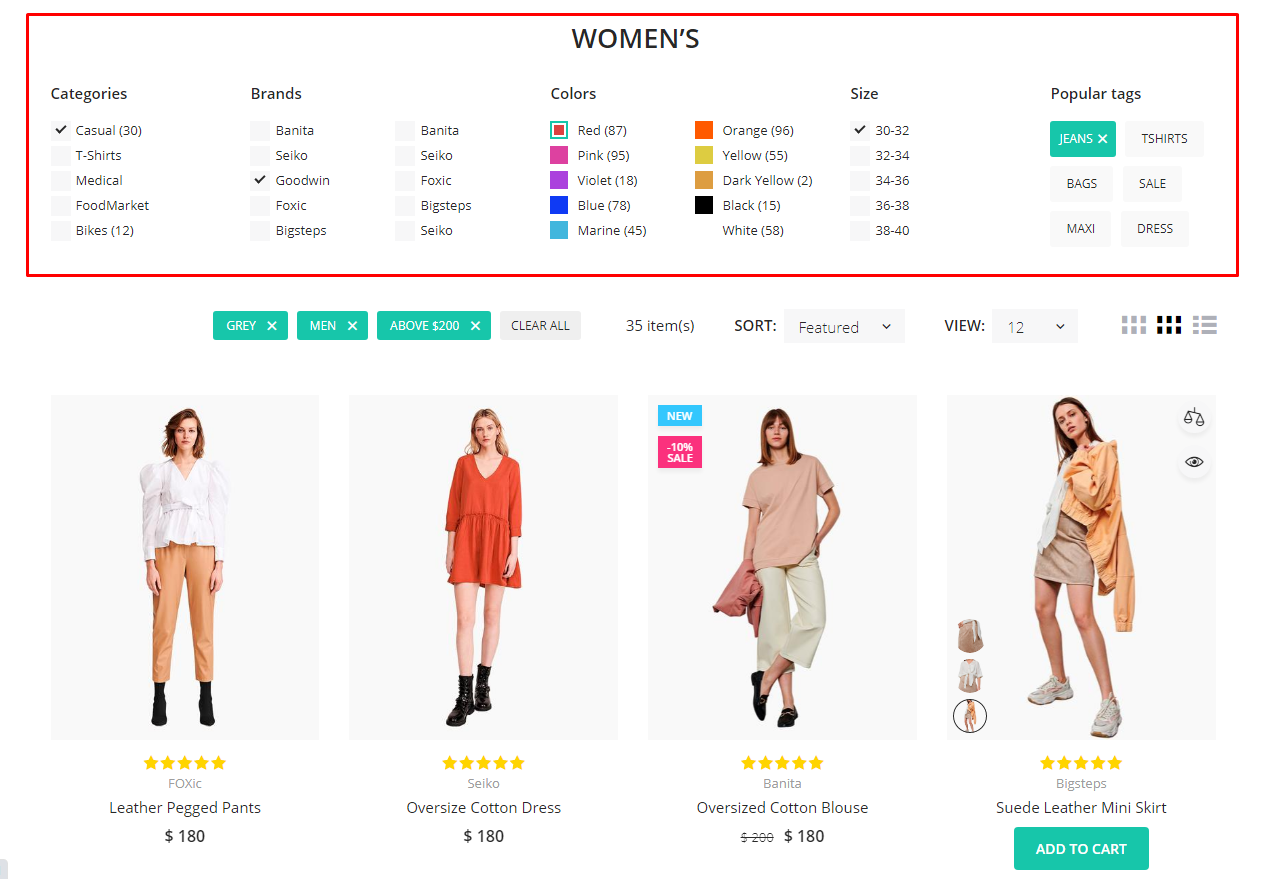 WOMEN’S
Categories
Casual (30)
T-Shirts
Medical
FoodMarket
Bikes (12)
Brands
Banita
Seiko
Goodwin
Foxic
Bigsteps
Banita
Seiko
Foxic
Bigsteps
Seiko
Colors
Red (87)
Pink (95)
Violet (18)
Blue (78)
Marine (45)
Orange (96)
Yellow (55)
Dark Yellow (2)
Black (15)
White (58)
Size
30-32
32-34
34-36
36-38
38-40
Popular tags
JEANS ×
TSHIRTS
BAGS
SALE
MAXI
DRESS
GREY ×
MEN ×
ABOVE $200 ×
CLEAR ALL
35 item(s)
SORT: Featured
VIEW: 12
NEW
-10%
SALE
FOXic
Leather Pegged Pants
$ 180
Seiko
Oversize Cotton Dress
$ 180
Banita
Oversized Cotton Blouse
$ 200 $ 180
Bigsteps
Suede Leather Mini Skirt
ADD TO CART